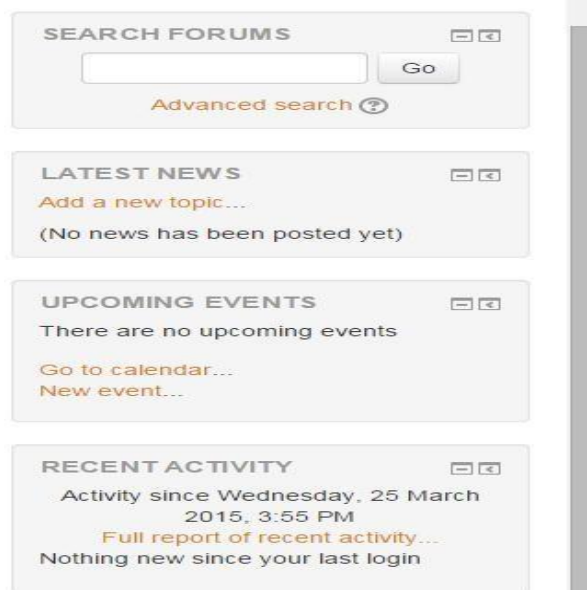 SEARCH FORUMS
Go
Advanced search ?
LATEST NEWS
Add a new topic...
(No news has been posted yet)
UPCOMING EVENTS
There are no upcoming events
Go to calendar...
New event...
RECENT ACTIVITY
Activity since Wednesday, 25 March
2015, 3:55 PM
Full report of recent activity...
Nothing new since your last login